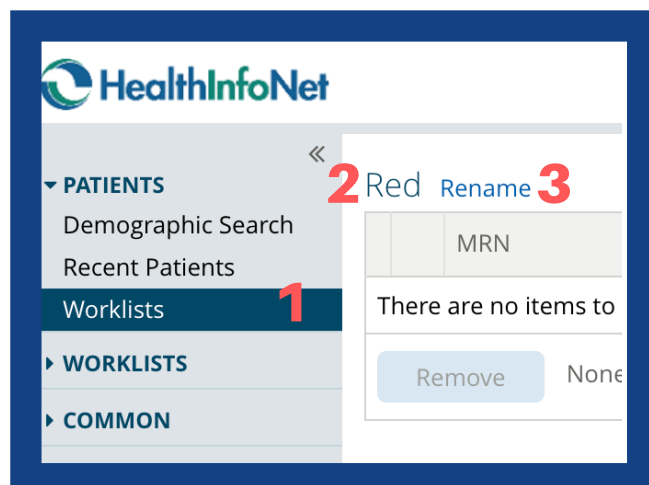 HealthInfoNet
PATIENTS
Demographic Search
Recent Patients
Worklists 1
WORKLISTS
COMMON
2 Red Rename 3
MRN
There are no items to
Remove None